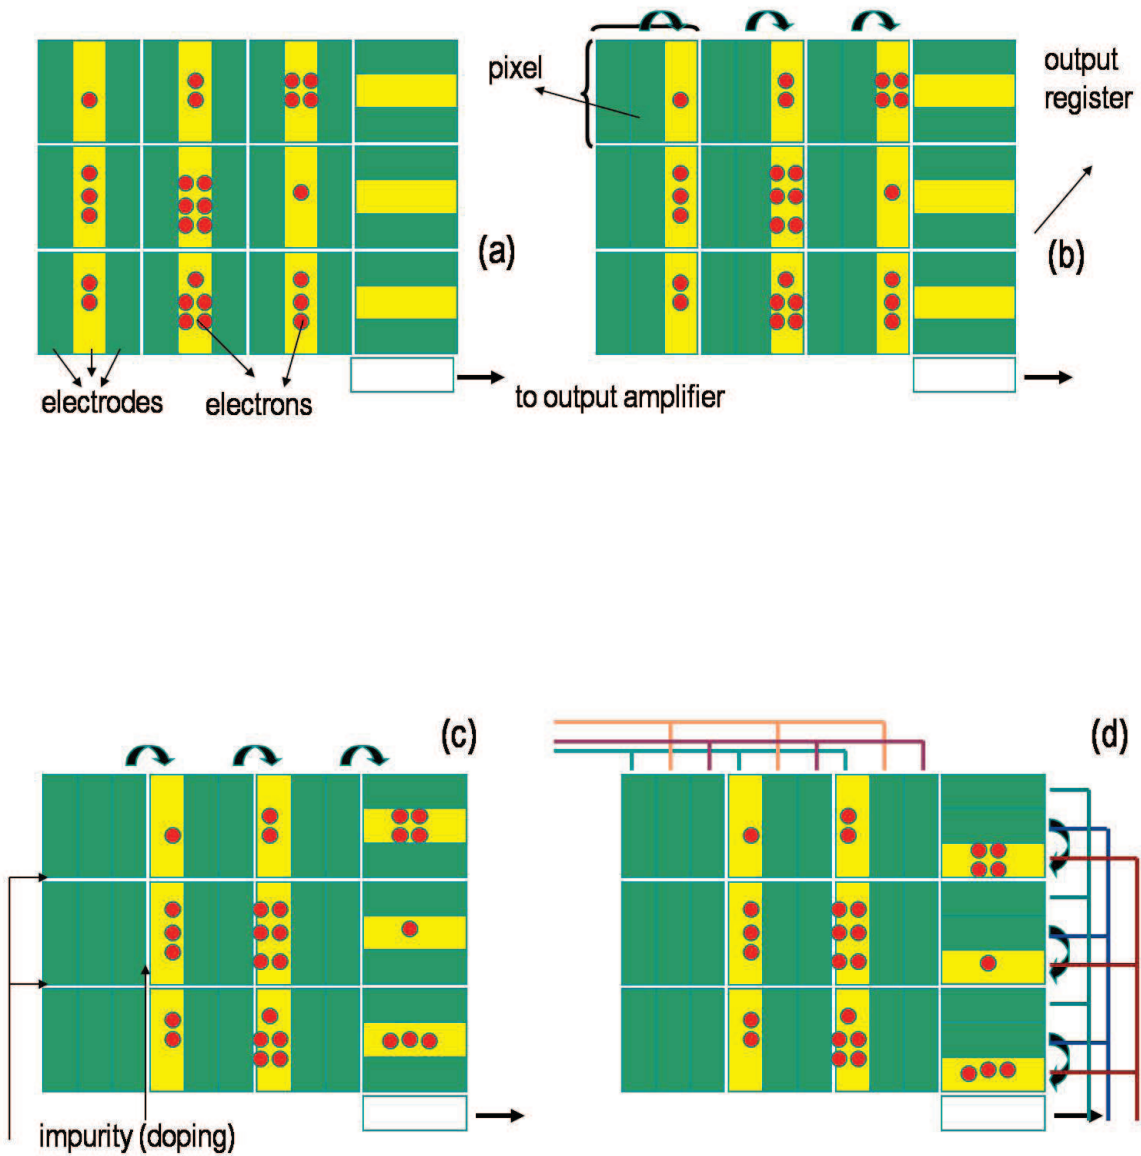 pixel
output
register
(a)
(b)
electrodes
electrons
to output amplifier
(c)
(d)
impurity (doping)